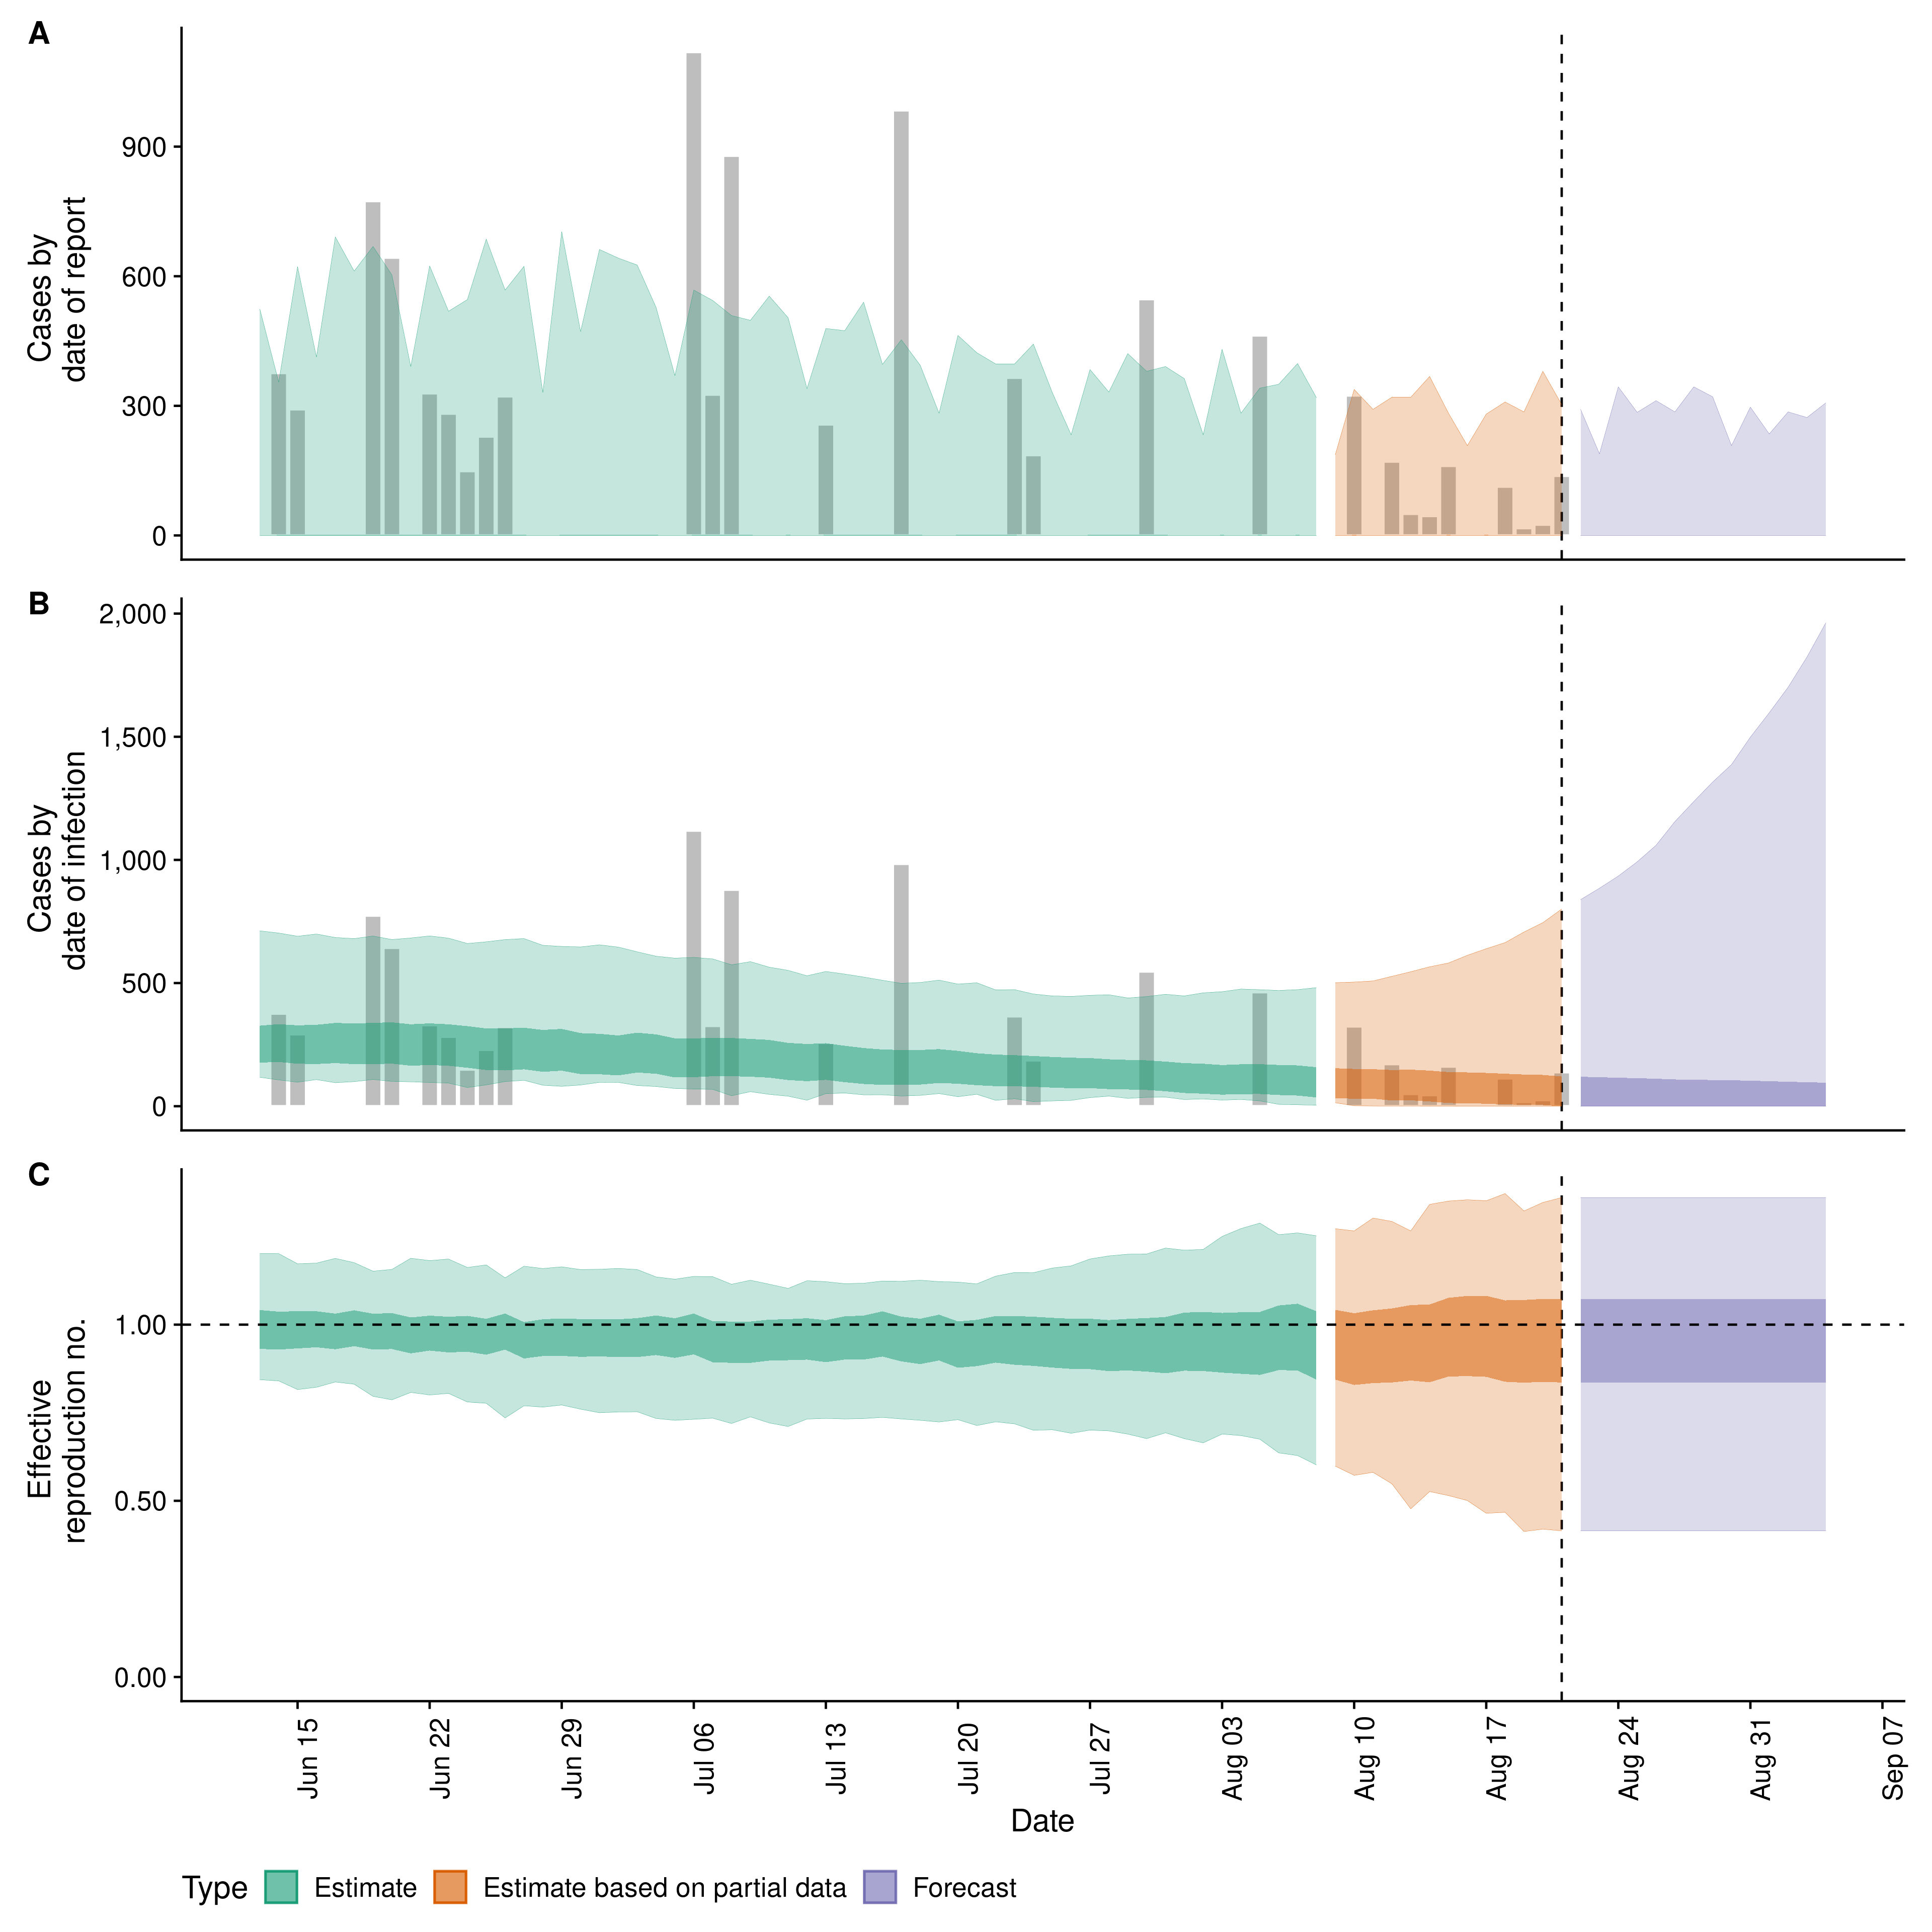 A
Cases by
date of report
900
600
300
0
B
Cases by
date of infection
2,000
1,500
1,000
500
0
C
Effective
reproduction no.
1.00
0.50
0.00
Jun 15
Jun 22
Jun 29
Jul 06
Jul 13
Jul 20
Jul 27
Aug 03
Aug 10
Aug 17
Aug 24
Aug 31
Sep 07
Date
Type Estimate Estimate based on partial data Forecast